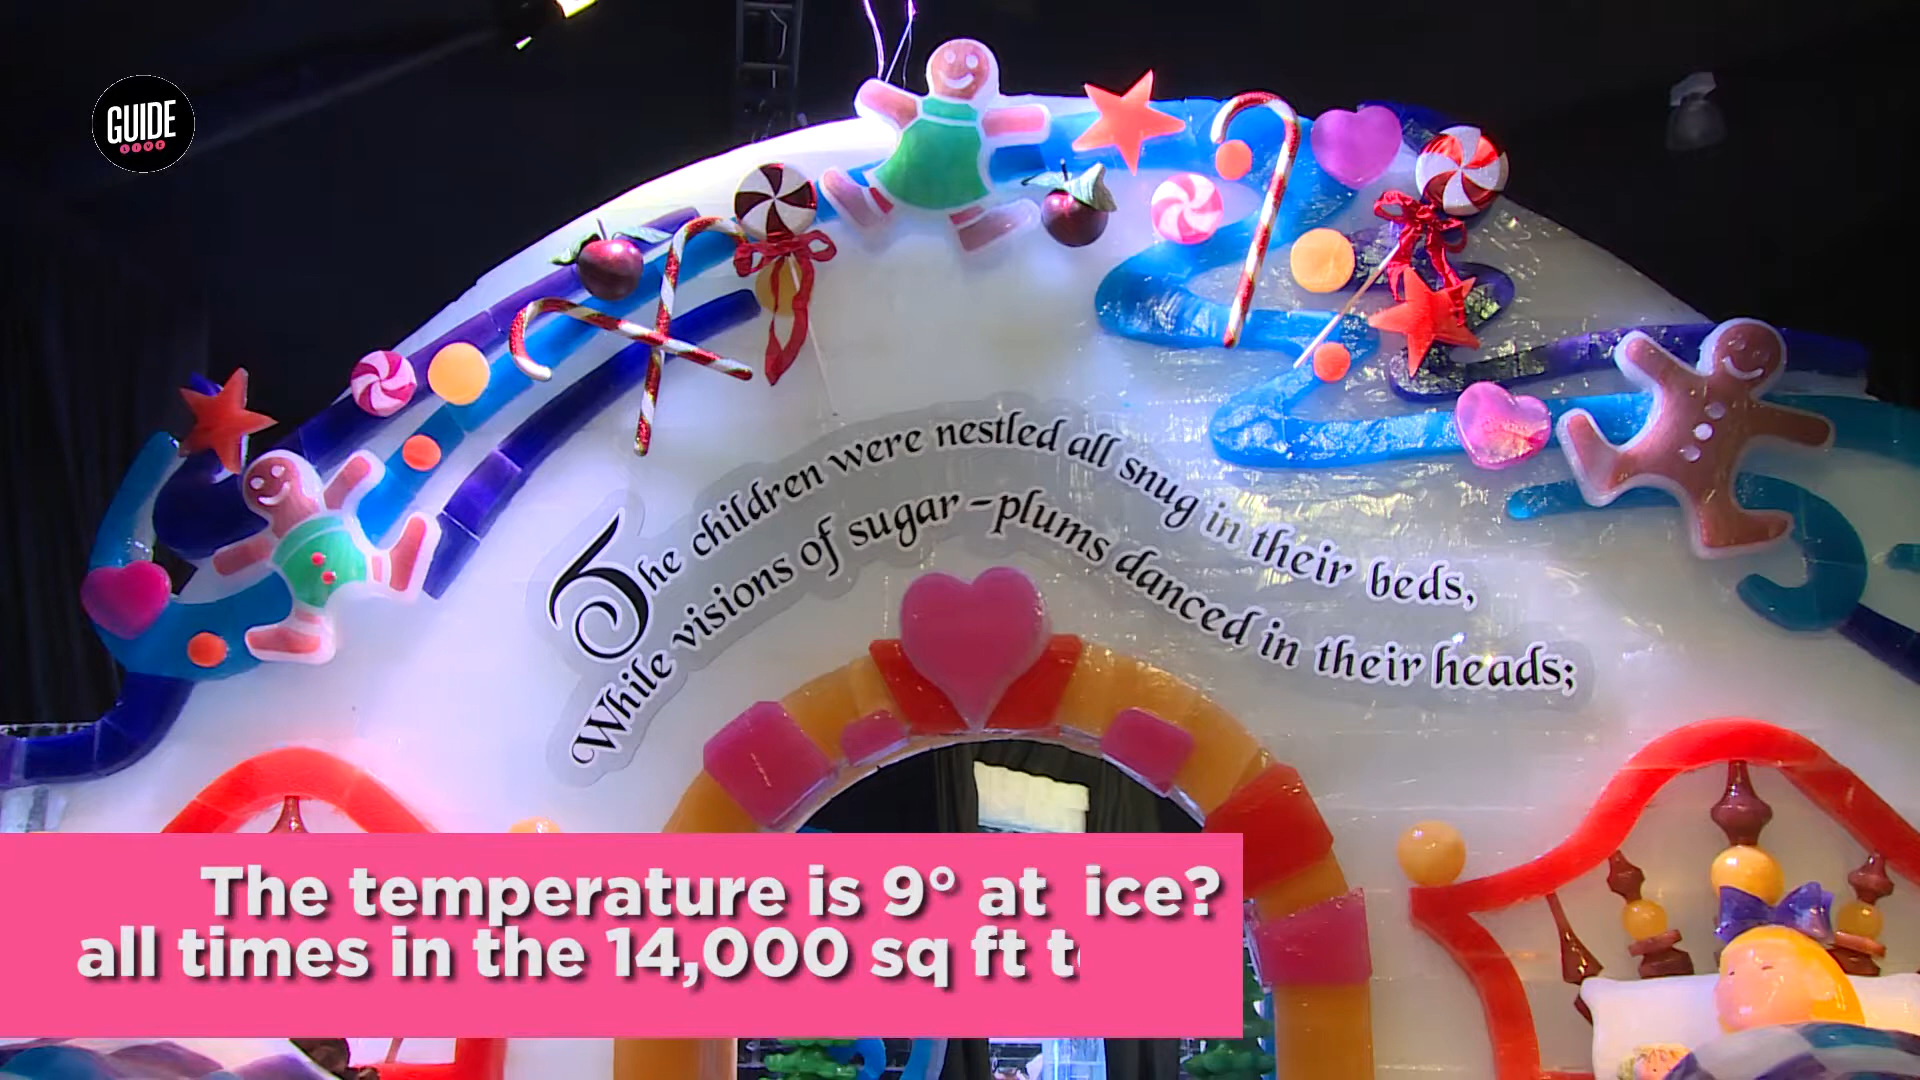 GUIDE
LIVE
The children were nestled all snug in their beds,
While visions of sugar-plums danced in their heads;
The temperature is 9° at ice?
all times in the 14,000 sq ft